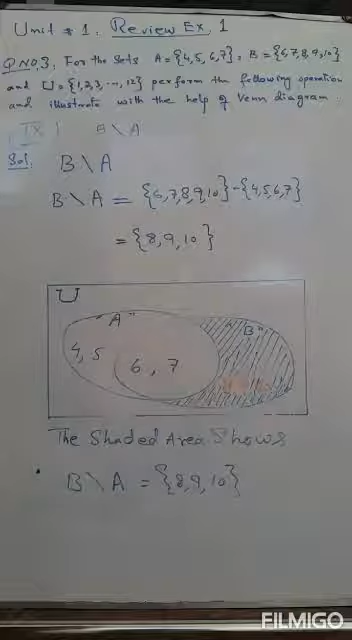 Unit # 1. Review Ex. 1
Q NO.3. For the Sets A = {4,5,6,7}, B = {6,7,8,9,10}
and U = {1,2,3,---,12} perform the following operation
and illustrate with the help of Venn diagram
IX B \ A
Sol. B \ A
B \ A = {6,7,8,9,10} - {4,5,6,7}
= {8,9,10}
U
"A" "B"
4,5
6, 7
The Shaded Area Shows
B \ A = {8,9,10}
FILMIGO